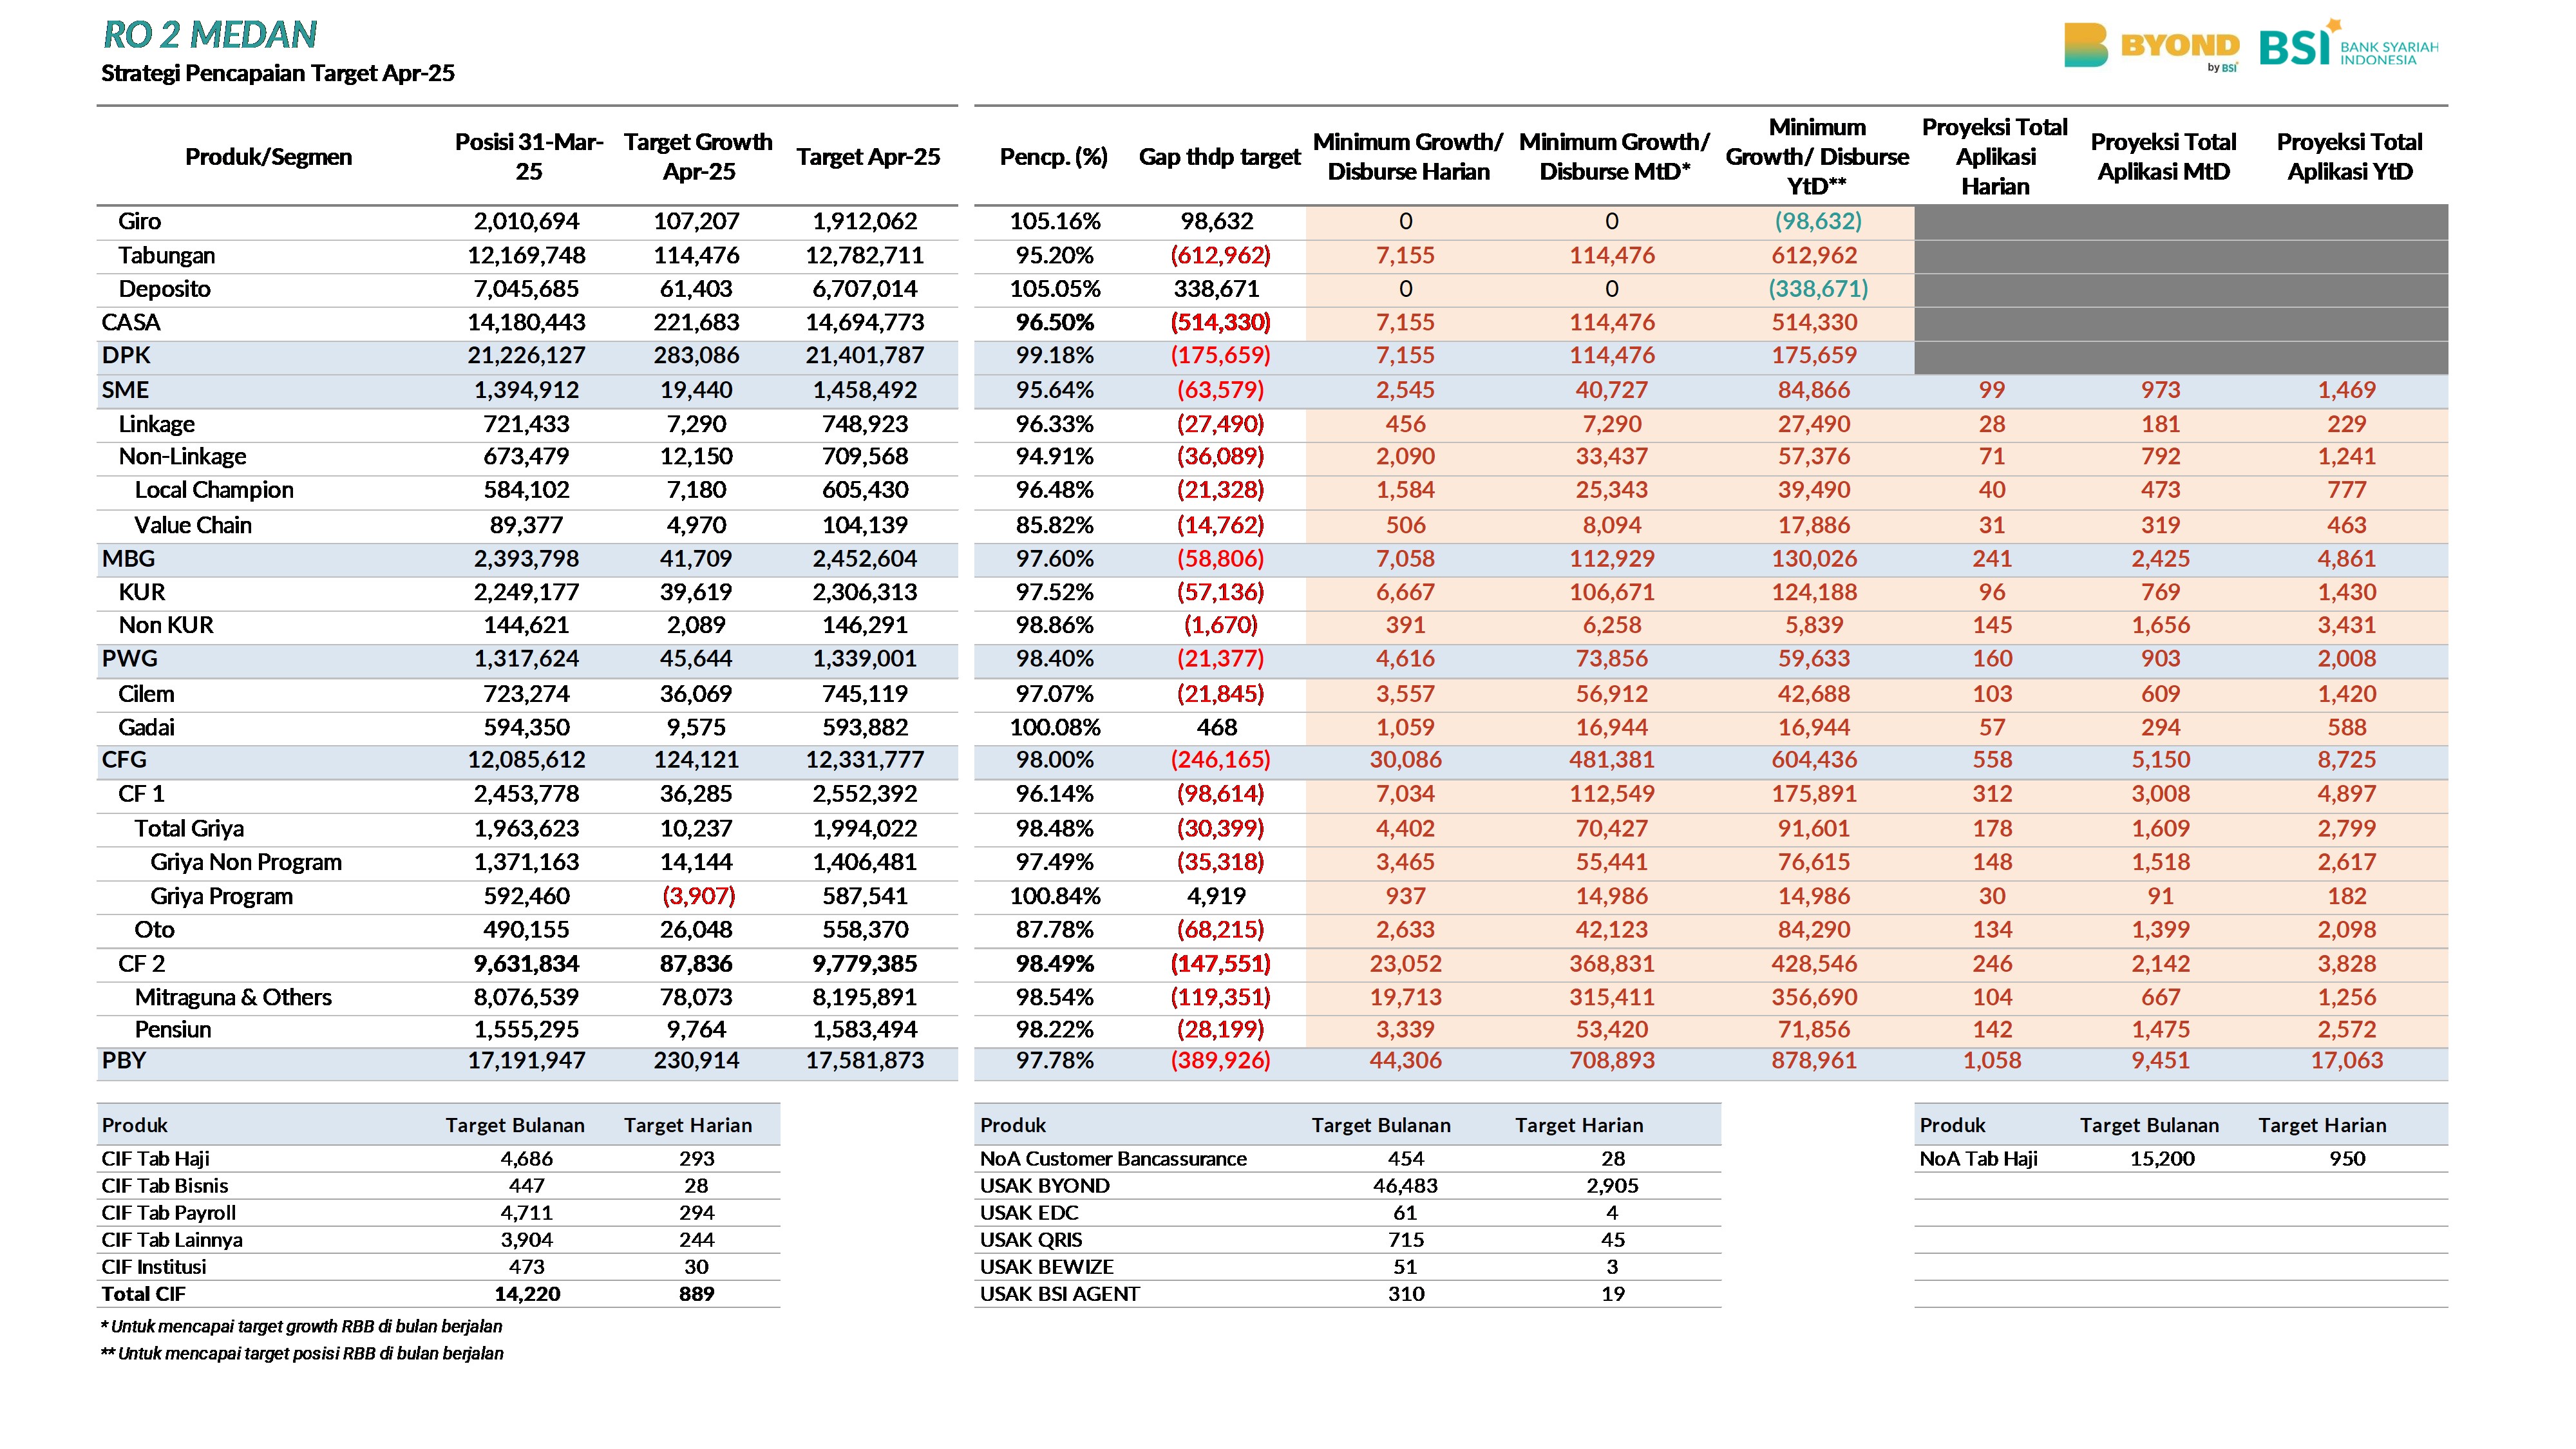 RO 2 MEDAN
Strategi Pencapaian Target Apr-25
BYOND
by BSI
BSI BANK SYARIAH
INDONESIA
Produk/Segmen Posisi 31-Mar-25 Target Growth Apr-25 Target Apr-25 Pencp. (%) Gap thdp target Minimum Growth/ Disburse Harian Minimum Growth/ Disburse MtD* Minimum Growth/ Disburse YtD** Proyeksi Total Aplikasi Harian Proyeksi Total Aplikasi MtD Proyeksi Total Aplikasi YtD
Giro 2,010,694 107,207 1,912,062 105.16% 98,632 0 0 (98,632)
Tabungan 12,169,748 114,476 12,782,711 95.20% (612,962) 7,155 114,476 612,962
Deposito 7,045,685 61,403 6,707,014 105.05% 338,671 0 0 (338,671)
CASA 14,180,443 221,683 14,694,773 96.50% (514,330) 7,155 114,476 514,330
DPK 21,226,127 283,086 21,401,787 99.18% (175,659) 7,155 114,476 175,659
SME 1,394,912 19,440 1,458,492 95.64% (63,579) 2,545 40,727 84,866 99 973 1,469
Linkage 721,433 7,290 748,923 96.33% (27,490) 456 7,290 27,490 28 181 229
Non-Linkage 673,479 12,150 709,568 94.91% (36,089) 2,090 33,437 57,376 71 792 1,241
Local Champion 584,102 7,180 605,430 96.48% (21,328) 1,584 25,343 39,490 40 473 777
Value Chain 89,377 4,970 104,139 85.82% (14,762) 506 8,094 17,886 31 319 463
MBG 2,393,798 41,709 2,452,604 97.60% (58,806) 7,058 112,929 130,026 241 2,425 4,861
KUR 2,249,177 39,619 2,306,313 97.52% (57,136) 6,667 106,671 124,188 96 769 1,430
Non KUR 144,621 2,089 146,291 98.86% (1,670) 391 6,258 5,839 145 1,656 3,431
PWG 1,317,624 45,644 1,339,001 98.40% (21,377) 4,616 73,856 59,633 160 903 2,008
Cilem 723,274 36,069 745,119 97.07% (21,845) 3,557 56,912 42,688 103 609 1,420
Gadai 594,350 9,575 593,882 100.08% 468 1,059 16,944 16,944 57 294 588
CFG 12,085,612 124,121 12,331,777 98.00% (246,165) 30,086 481,381 604,436 558 5,150 8,725
CF 1 2,453,778 36,285 2,552,392 96.14% (98,614) 7,034 112,549 175,891 312 3,008 4,897
Total Griya 1,963,623 10,237 1,994,022 98.48% (30,399) 4,402 70,427 91,601 178 1,609 2,799
Griya Non Program 1,371,163 14,144 1,406,481 97.49% (35,318) 3,465 55,441 76,615 148 1,518 2,617
Griya Program 592,460 (3,907) 587,541 100.84% 4,919 937 14,986 14,986 30 91 182
Oto 490,155 26,048 558,370 87.78% (68,215) 2,633 42,123 84,290 134 1,399 2,098
CF 2 9,631,834 87,836 9,779,385 98.49% (147,551) 23,052 368,831 428,546 246 2,142 3,828
Mitraguna & Others 8,076,539 78,073 8,195,891 98.54% (119,351) 19,713 315,411 356,690 104 667 1,256
Pensiun 1,555,295 9,764 1,583,494 98.22% (28,199) 3,339 53,420 71,856 142 1,475 2,572
PBY 17,191,947 230,914 17,581,873 97.78% (389,926) 44,306 708,893 878,961 1,058 9,451 17,063
Produk Target Bulanan Target Harian
CIF Tab Haji 4,686 293
CIF Tab Bisnis 447 28
CIF Tab Payroll 4,711 294
CIF Tab Lainnya 3,904 244
CIF Institusi 473 30
Total CIF 14,220 889
Produk Target Bulanan Target Harian
NoA Customer Bancassurance 454 28
USAK BYOND 46,483 2,905
USAK EDC 61 4
USAK QRIS 715 45
USAK BEWIZE 51 3
USAK BSI AGENT 310 19
Produk Target Bulanan Target Harian
NoA Tab Haji 15,200 950
* Untuk mencapai target growth RBB di bulan berjalan
** Untuk mencapai target posisi RBB di bulan berjalan